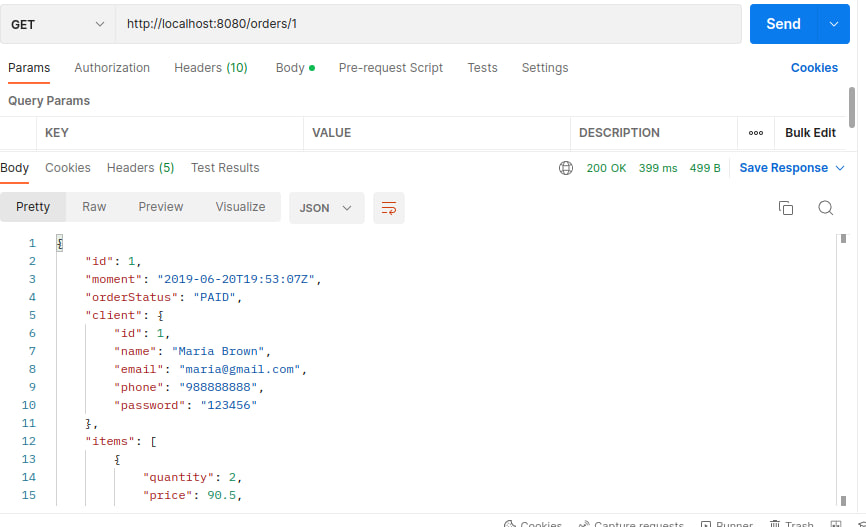 GET http://localhost:8080/orders/1 Send
Params Authorization Headers (10) Body Pre-request Script Tests Settings Cookies
Query Params
KEY VALUE DESCRIPTION ooo Bulk Edit
Body Cookies Headers (5) Test Results 200 OK 399 ms 499 B Save Response
Pretty Raw Preview Visualize JSON
1 {
2 "id": 1,
3 "moment": "2019-06-20T19:53:07Z",
4 "orderStatus": "PAID",
5 "client": {
6 "id": 1,
7 "name": "Maria Brown",
8 "email": "maria@gmail.com",
9 "phone": "988888888",
10 "password": "123456"
11 },
12 "items": [
13 {
14 "quantity": 2,
15 "price": 90.5,
Cookies Capture requests Runner Trash